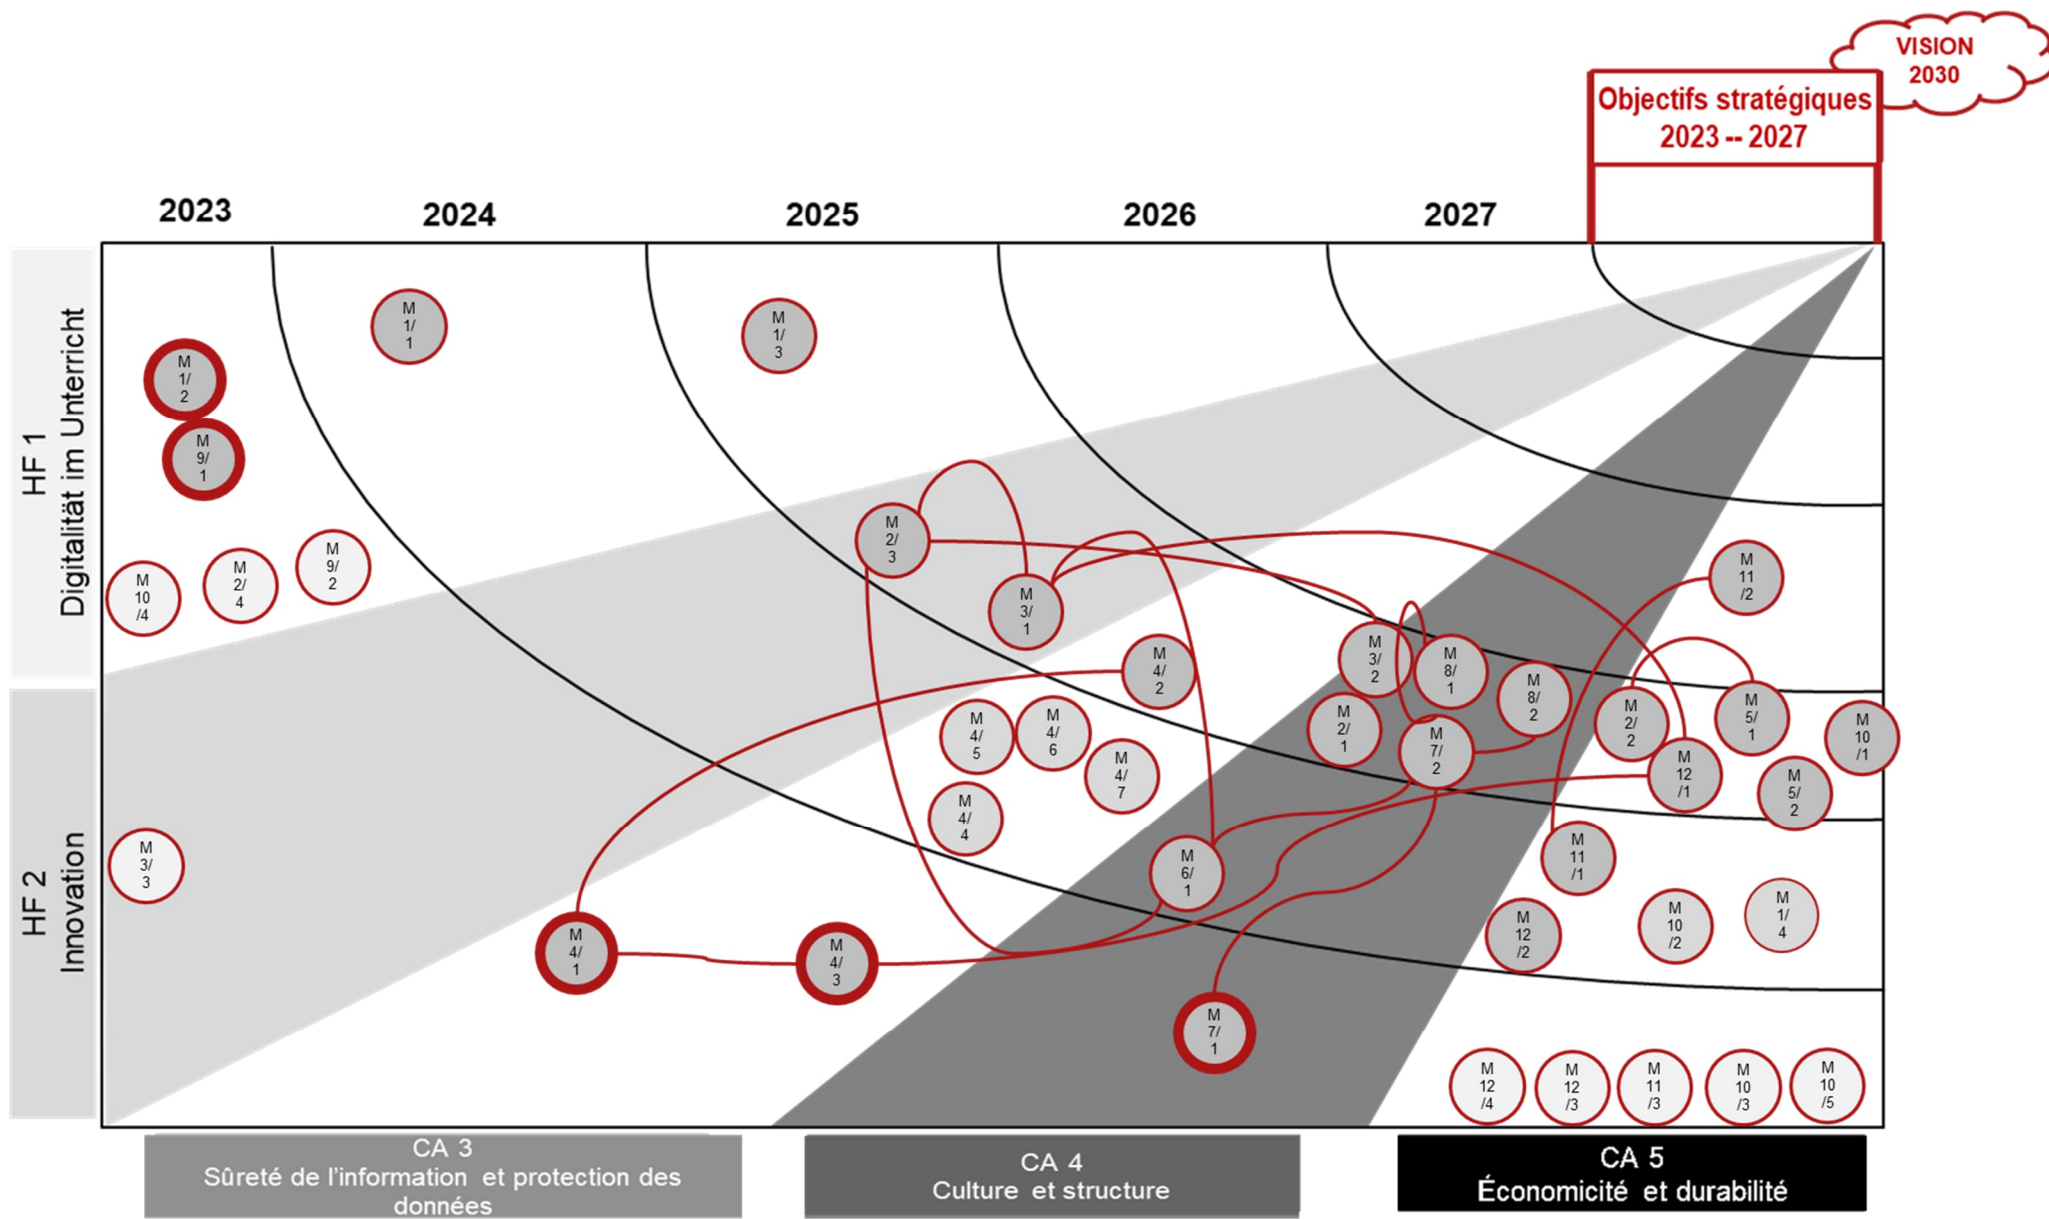 VISION
2030
Objectifs stratégiques
2023 -- 2027
2023
2024
2025
2026
2027
HF 1
Digitalität im Unterricht
HF 2
Innovation
M
1/
1
M
1/
3
M
1/
2
M
9/
1
M
10
/4
M
2/
4
M
9/
2
M
2/
3
M
3/
1
M
4/
2
M
11
/2
M
3/
2
M
8/
1
M
8/
2
M
2/
1
M
7/
2
M
2/
2
M
5/
1
M
10
/1
M
12
/1
M
5/
2
M
4/
5
M
4/
6
M
4/
7
M
4/
4
M
3/
3
M
6/
1
M
11
/1
M
12
/2
M
10
/2
M
1/
4
M
4/
1
M
4/
3
M
7/
1
M
12
/4
M
12
/3
M
11
/3
M
10
/3
M
10
/5
CA 3
Sûreté de l'information et protection des
données
CA 4
Culture et structure
CA 5
Économicité et durabilité